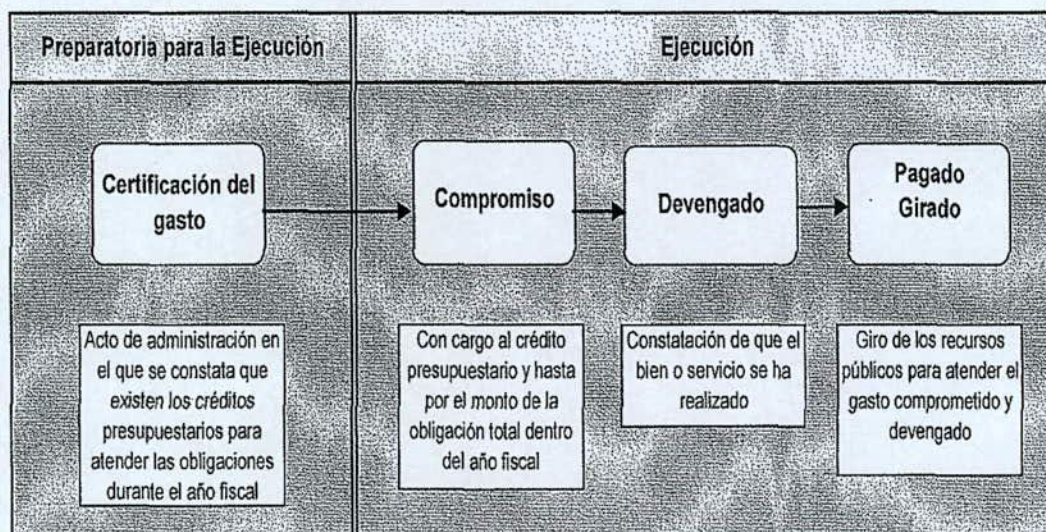 Preparatoria para la Ejecución
Ejecución
Certificación del
gasto
Compromiso
Devengado
Pagado
Girado
Acto de administración en
el que se constata que
existen los créditos
presupuestarios para
atender las obligaciones
durante el año fiscal
Con cargo al crédito
presupuestario y hasta
por el monto de la
obligación total dentro
del año fiscal
Constatación de que el
bien o servicio se ha
realizado
Giro de los recursos
públicos para atender el
gasto comprometido y
devengado